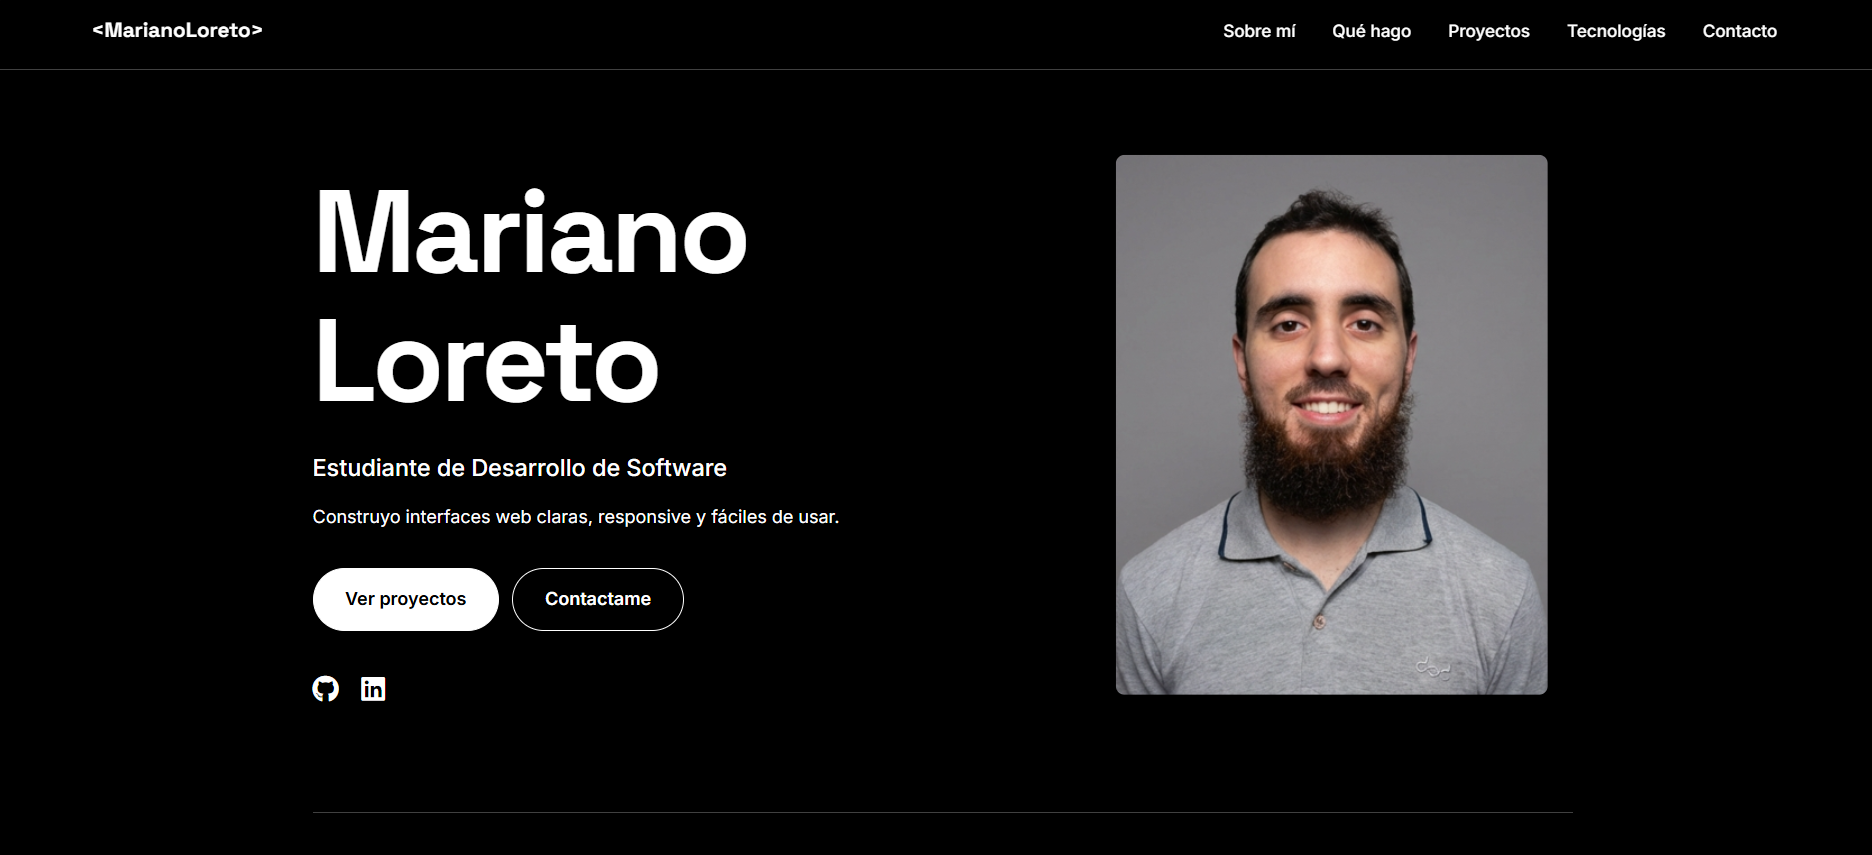 <MarianoLoreto>
Sobre mí
Qué hago
Proyectos
Tecnologías
Contacto
Mariano
Loreto
Estudiante de Desarrollo de Software
Construyo interfaces web claras, responsive y fáciles de usar.
Ver proyectos
Contactame
in